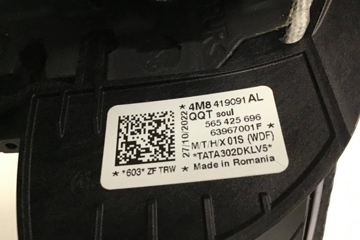 4M8 419091 AL
QQT soul
565 425 696
63967001F *
M/T/H/X 01S (WDF)
*TATA302DKLV5*
* Made in Romania
27/10/2022 *
* *603* ZF TRW